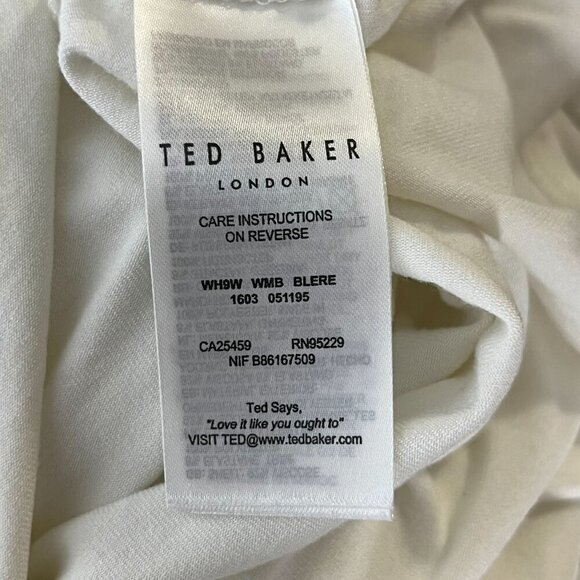 TED BAKER
LONDON
CARE INSTRUCTIONS
ON REVERSE
WH9W WMB BLERE
1603 051195
CA25459 RN95229
NiF B86167509
Ted Says,
"Love it like you ought to"
VISIT TED@www.tedbaker.com